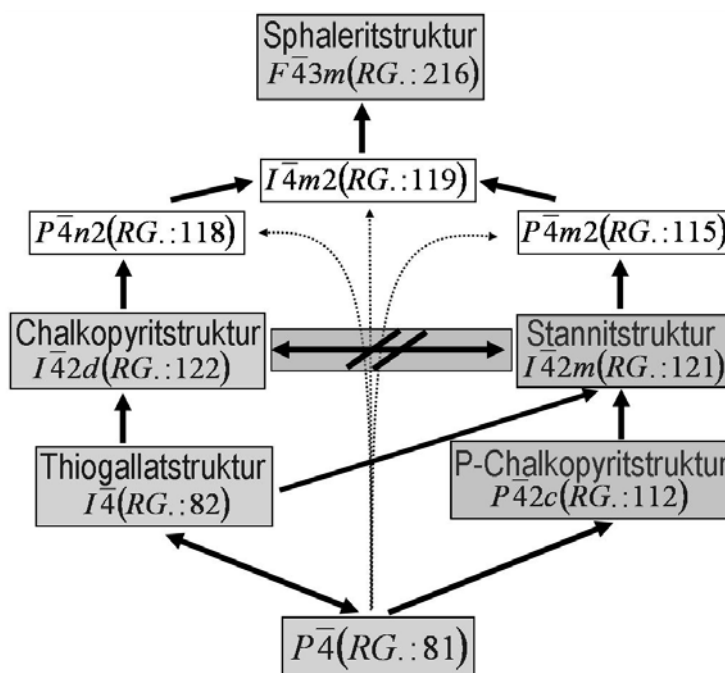 Sphaleritstruktur
F4̅3m(RG.:216)
I4̅m2(RG.:119)
P4̅n2(RG.:118)
P4̅m2(RG.:115)
Chalkopyritstruktur
I4̅2d(RG.:122)
Stannitstruktur
I4̅2m(RG.:121)
Thiogallatstruktur
I4̅(RG.:82)
P-Chalkopyritstruktur
P4̅2c(RG.:112)
P4̅(RG.:81)